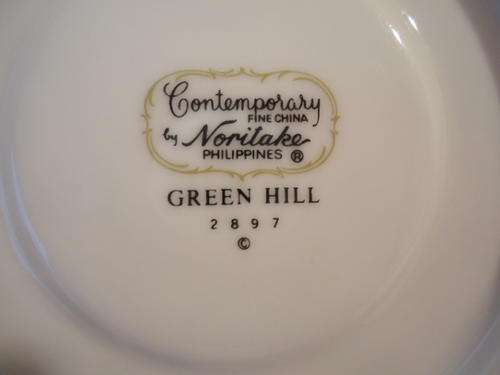 Contemporary
FINE CHINA
by Noritake
PHILIPPINES ®
GREEN HILL
2897
©